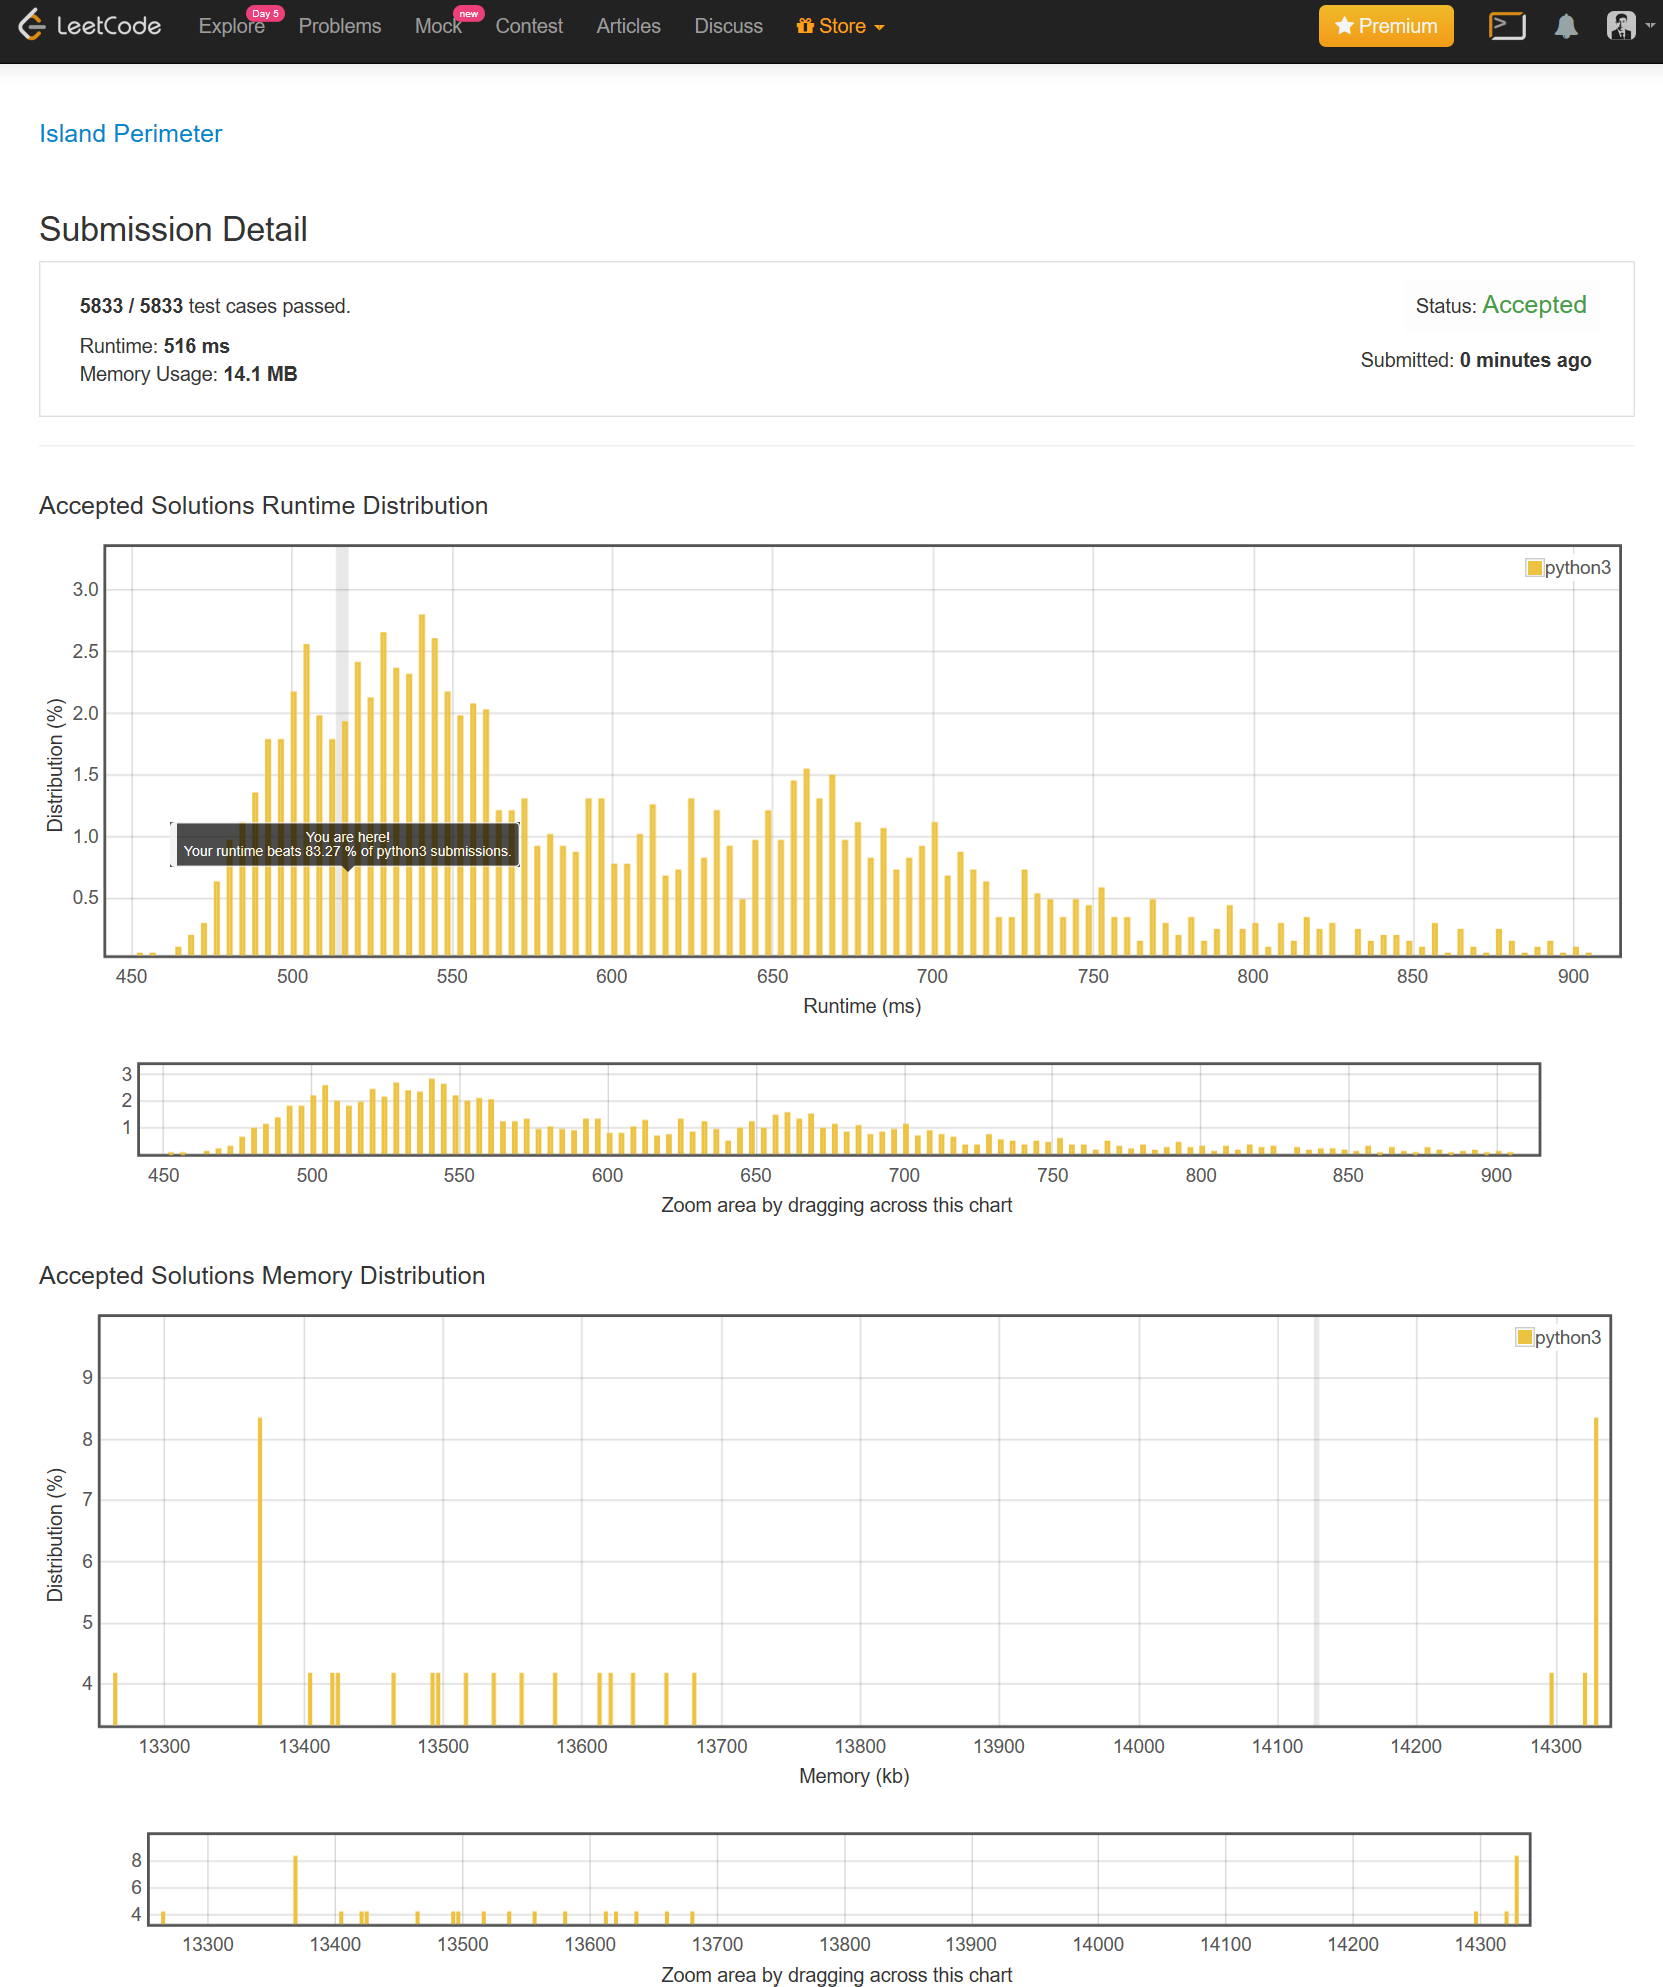 LeetCode Explore Day 5 Problems Mock new Contest Articles Discuss Store Premium
Island Perimeter
Submission Detail
5833 / 5833 test cases passed.
Status: Accepted
Runtime: 516 ms
Submitted: 0 minutes ago
Memory Usage: 14.1 MB
Accepted Solutions Runtime Distribution
python3
3.0
2.5
2.0
1.5
1.0
0.5
Distribution (%)
You are here!
Your runtime beats 83.27 % of python3 submissions.
450 500 550 600 650 700 750 800 850 900
Runtime (ms)
3
2
1
450 500 550 600 650 700 750 800 850 900
Zoom area by dragging across this chart
Accepted Solutions Memory Distribution
python3
9
8
7
6
5
4
Distribution (%)
13300 13400 13500 13600 13700 13800 13900 14000 14100 14200 14300
Memory (kb)
8
6
4
13300 13400 13500 13600 13700 13800 13900 14000 14100 14200 14300
Zoom area by dragging across this chart